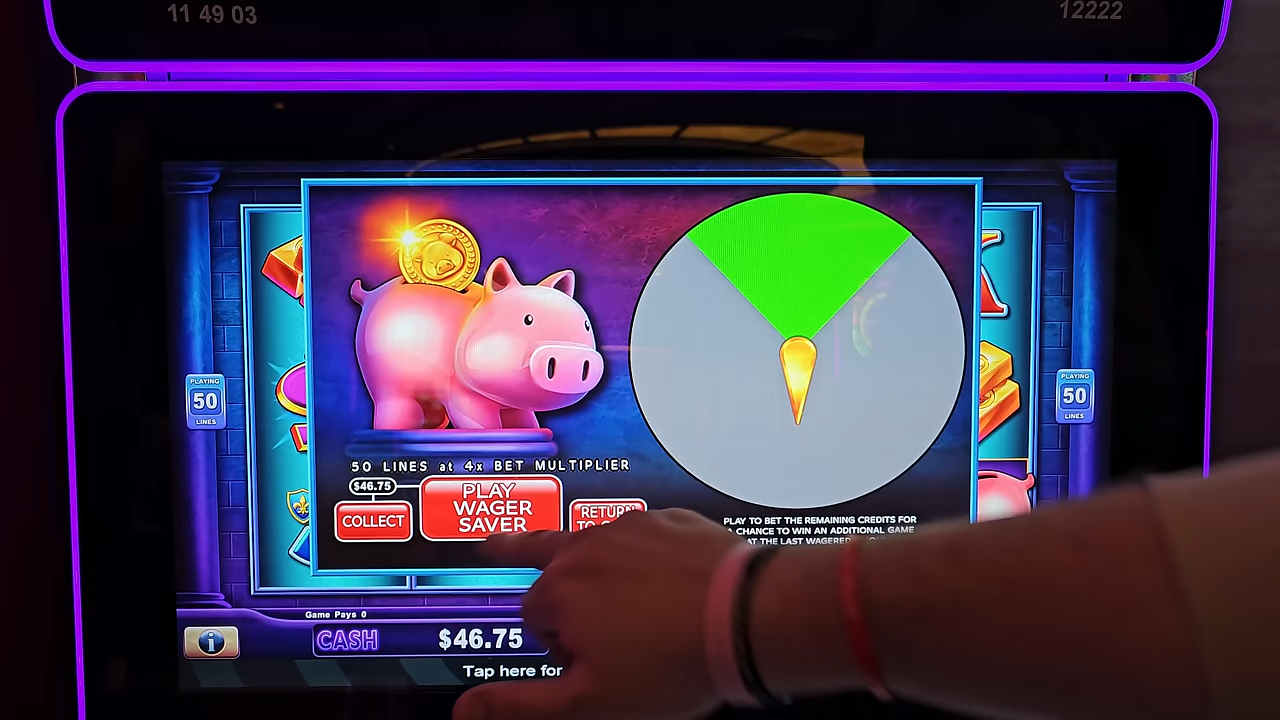 11 49 03
12222
PLAYING
50
LINES
PLAYING
50
LINES
50 LINES at 4x BET MULTIPLIER
$46.75
COLLECT
PLAY
WAGER
SAVER
RETURN
TO
PLAY TO BET THE REMAINING CREDITS FOR
A CHANCE TO WIN AN ADDITIONAL GAME
AT THE LAST WAGERED
Game Pays 0
CASH
$46.75
Tap here for